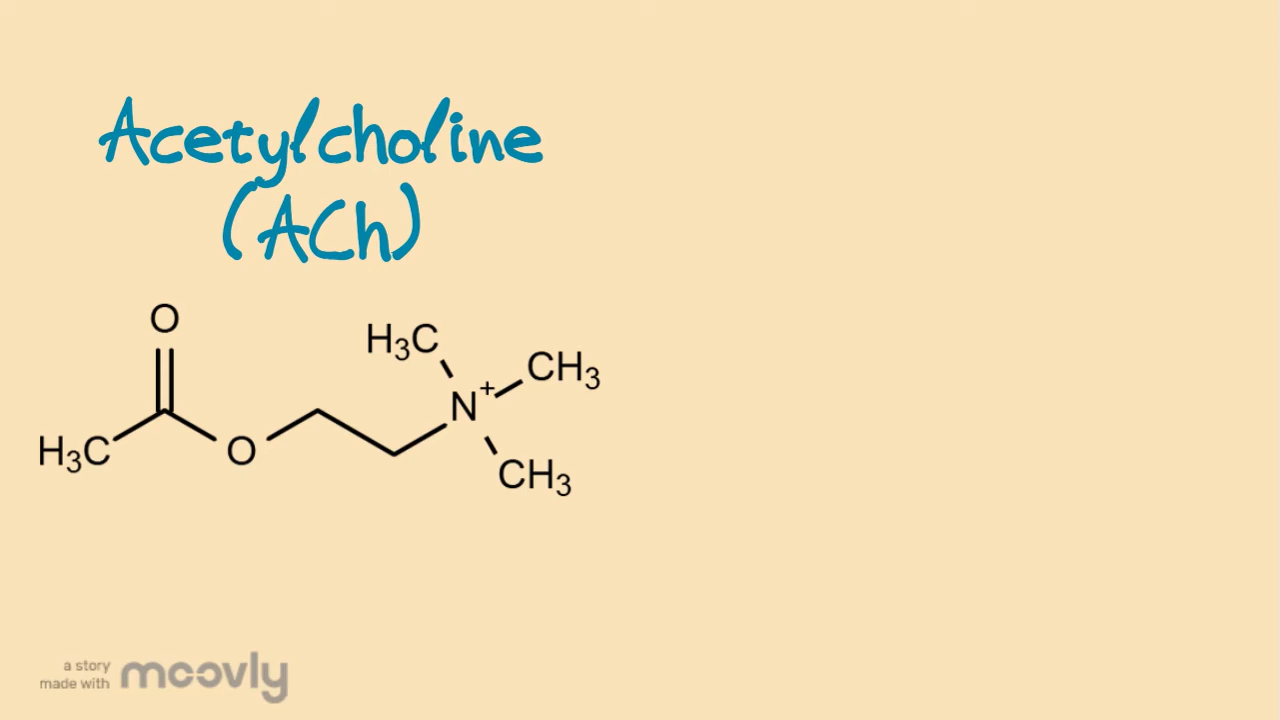 Acetylcholine
(ACh)
O
H₃C
CH₃
N⁺
H₃C
O
CH₃
a story
made with moovly